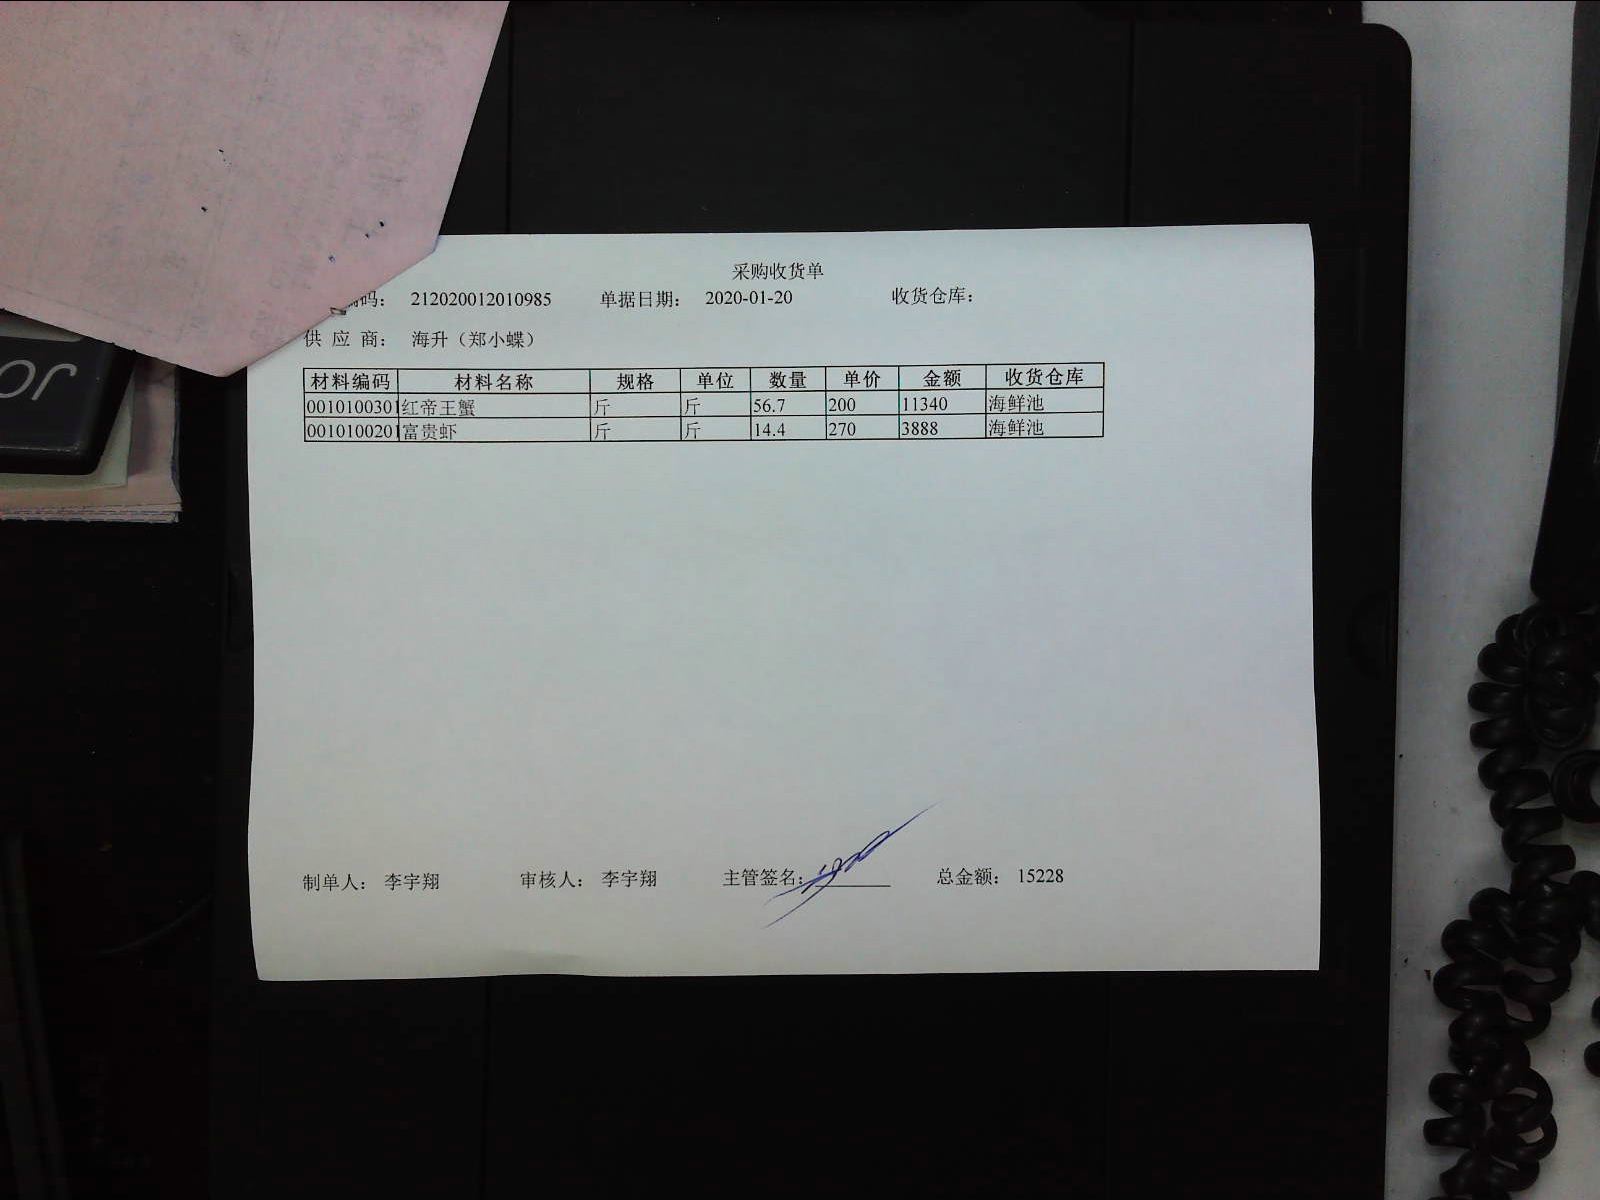 采购收货单
编码： 212020012010985 单据日期： 2020-01-20 收货仓库：
供 应 商： 海升（郑小蝶）
材料编码 材料名称 规格 单位 数量 单价 金额 收货仓库
0010100301 红帝王蟹 斤 斤 56.7 200 11340 海鲜池
0010100201 富贵虾 斤 斤 14.4 270 3888 海鲜池
制单人： 李宇翔 审核人： 李宇翔 主管签名： 总金额： 15228